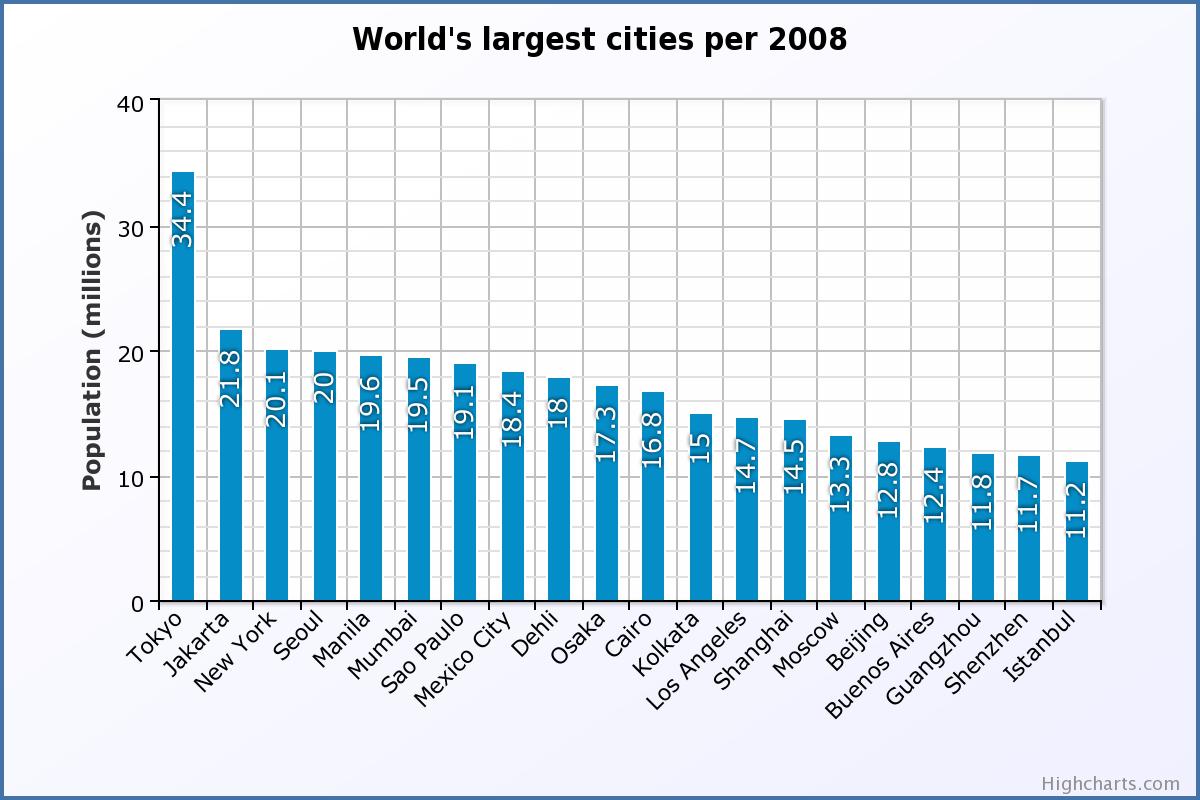 World's largest cities per 2008
Population (millions)
40
30
20
10
0
34.4
21.8
20.1
20
19.6
19.5
19.1
18.4
18
17.3
16.8
15
14.7
14.5
13.3
12.8
12.4
11.8
11.7
11.2
Tokyo
Jakarta
New York
Seoul
Manila
Mumbai
Sao Paulo
Mexico City
Dehli
Osaka
Cairo
Kolkata
Los Angeles
Shanghai
Moscow
Beijing
Buenos Aires
Guangzhou
Shenzhen
Istanbul
Highcharts.com